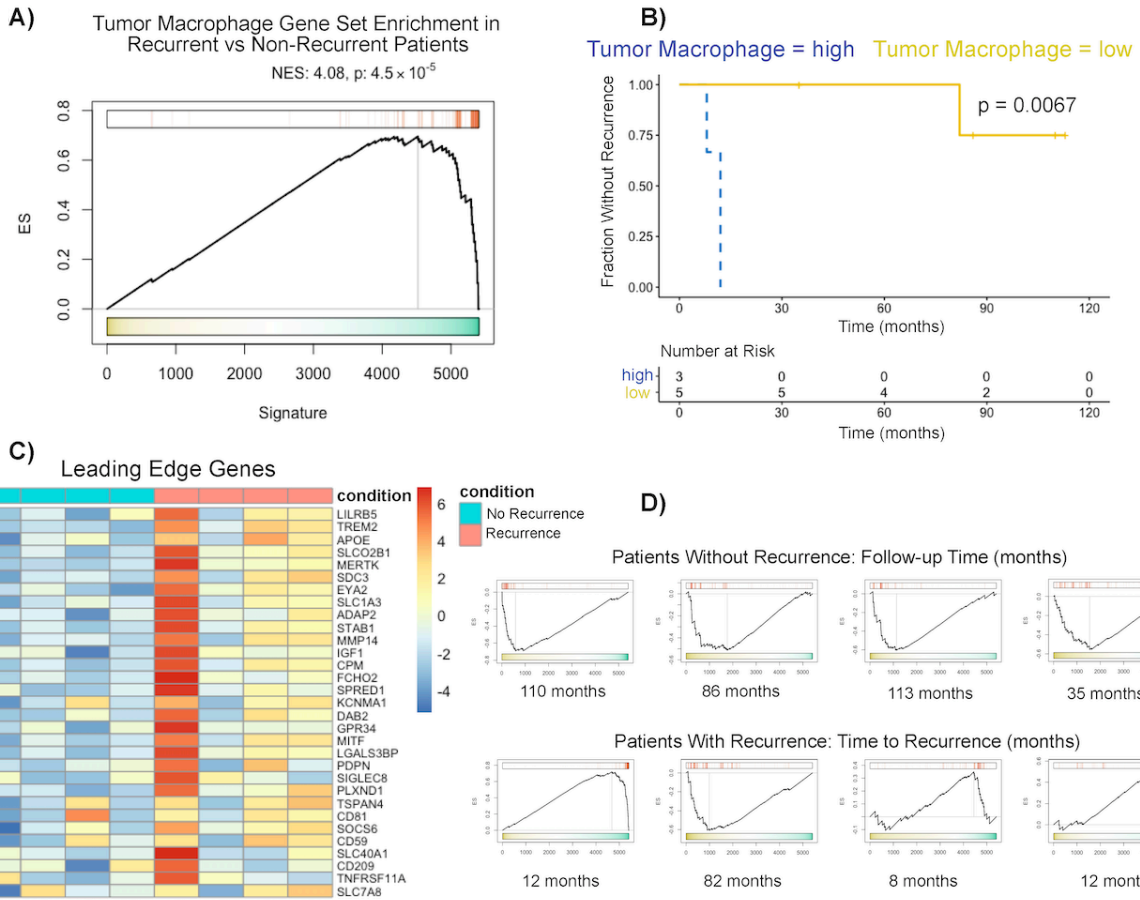 A)
Tumor Macrophage Gene Set Enrichment in
Recurrent vs Non-Recurrent Patients
NES: 4.08, p: 4.5 × 10⁻⁵
ES
0.8
0.6
0.4
0.2
0.0
0 1000 2000 3000 4000 5000
Signature
B)
Tumor Macrophage = high Tumor Macrophage = low
p = 0.0067
Fraction Without Recurrence
1.00
0.75
0.50
0.25
0.00
0 30 60 90 120
Time (months)
Number at Risk
high 3 0 0 0 0
low 5 5 4 2 0
0 30 60 90 120
Time (months)
C)
Leading Edge Genes
condition
LILRB5
TREM2
APOE
SLCO2B1
MERTK
SDC3
EYA2
SLC1A3
ADAP2
STAB1
MMP14
IGF1
CPM
FCHO2
SPRED1
KCNMA1
DAB2
GPR34
MITF
LGALS3BP
PDPN
SIGLEC8
PLXND1
TSPAN4
CD81
SOCS6
CD59
SLC40A1
CD209
TNFRSF11A
SLC7A8
6
4
2
0
-2
-4
condition
No Recurrence
Recurrence
D)
Patients Without Recurrence: Follow-up Time (months)
110 months 86 months 113 months 35 months
Patients With Recurrence: Time to Recurrence (months)
12 months 82 months 8 months 12 mont